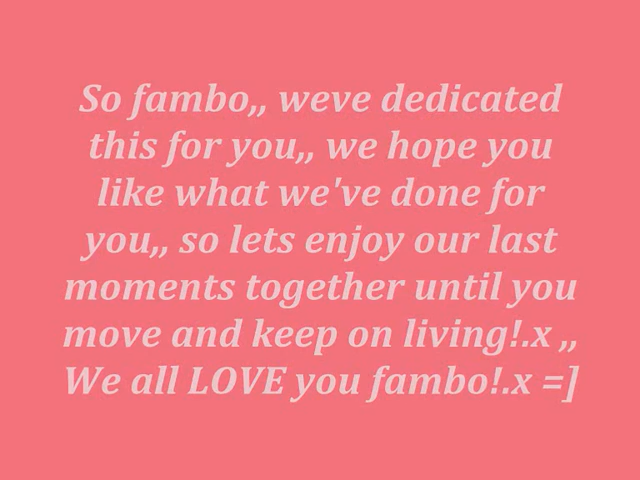 So fambo,, weve dedicated
this for you,, we hope you
like what we've done for
you,, so lets enjoy our last
moments together until you
move and keep on living!.x ,,
We all LOVE you fambo!.x =]